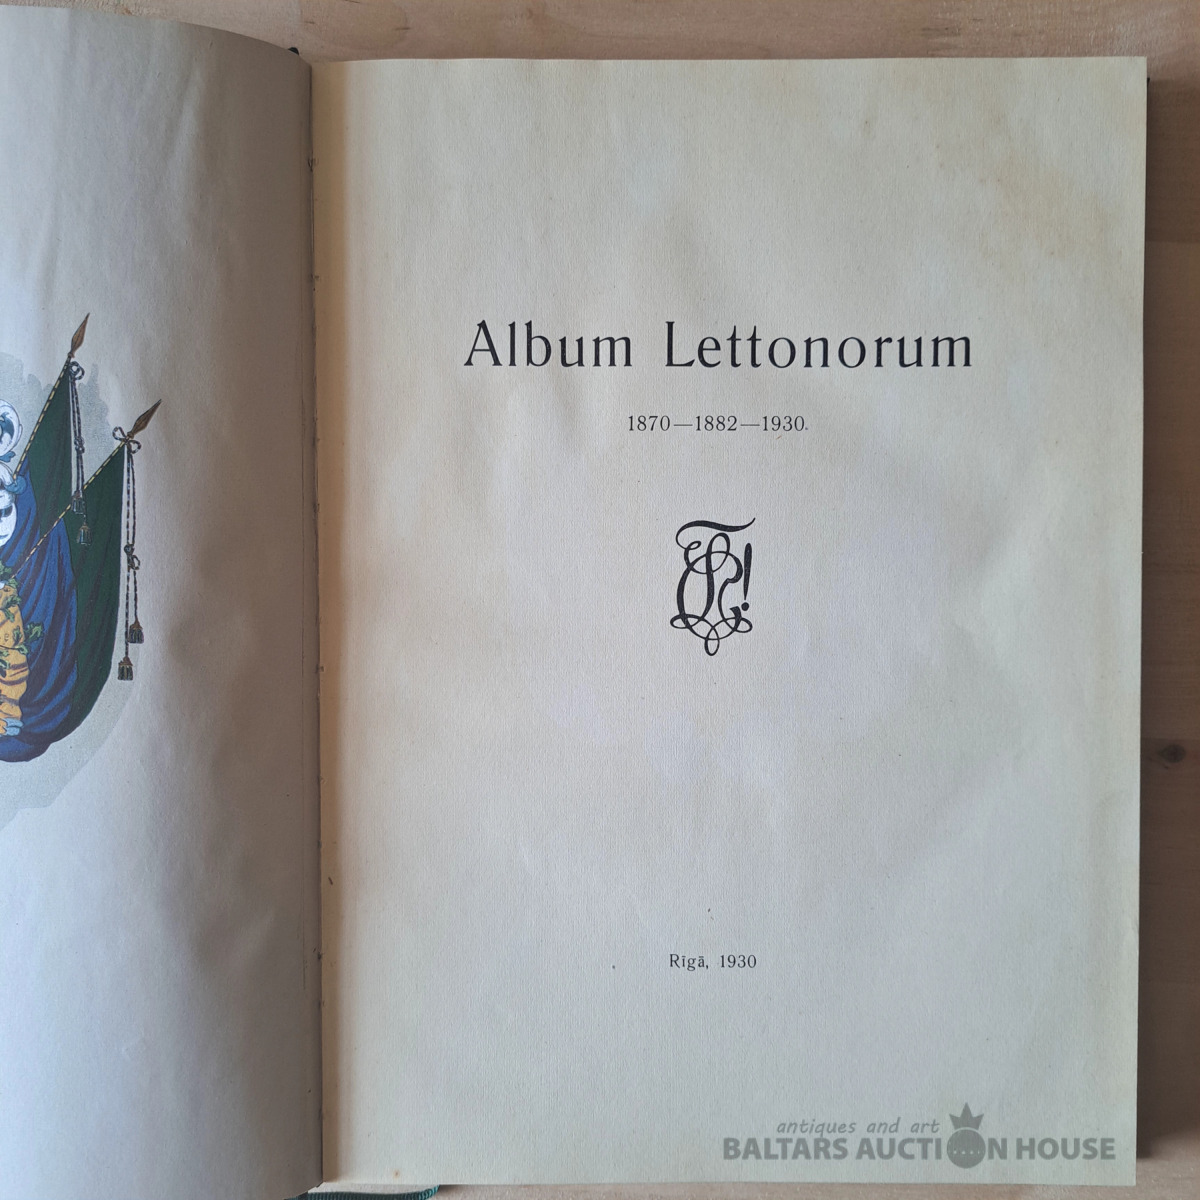 Album Lettonorum
1870—1882—1930.
Rīgā, 1930
antiques and art
BALTARS AUCTION HOUSE